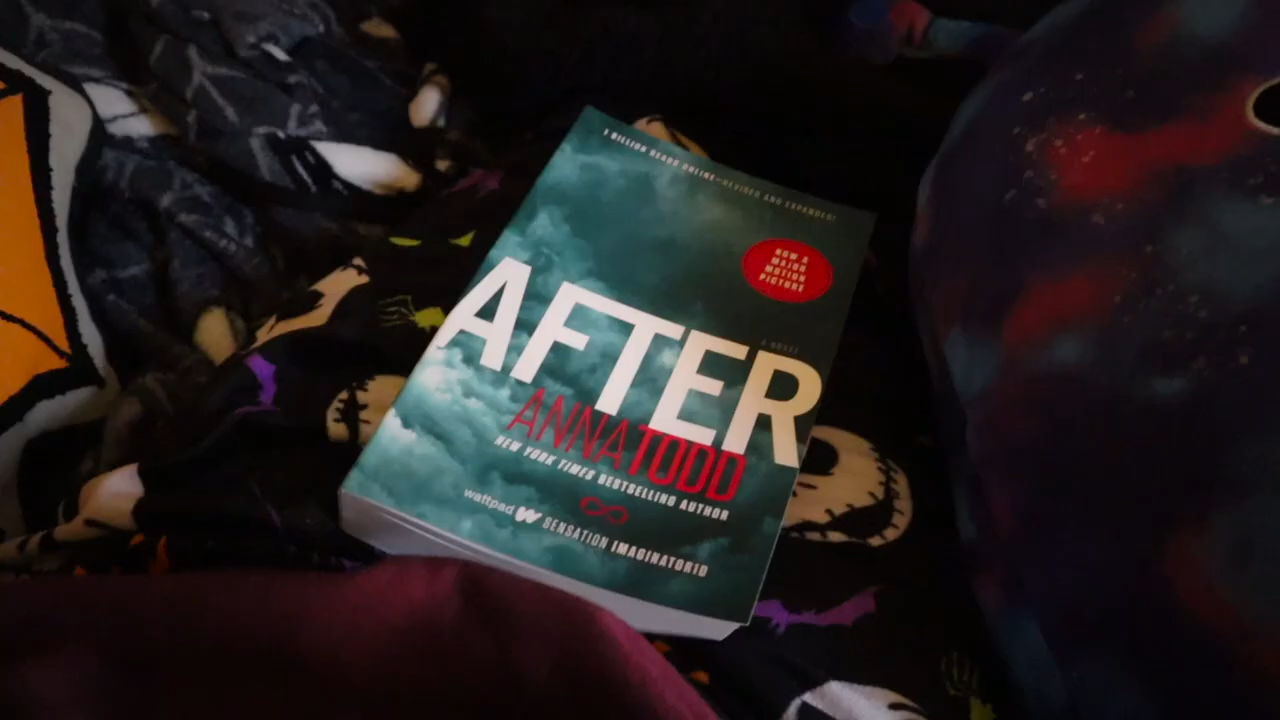 1 BILLION READS ONLINE—REVISED AND EXPANDED!
NOW A
MAJOR
MOTION
PICTURE
A NOVEL
AFTER
ANNA TODD
NEW YORK TIMES BESTSELLING AUTHOR
wattpad W SENSATION IMAGINATOR1D